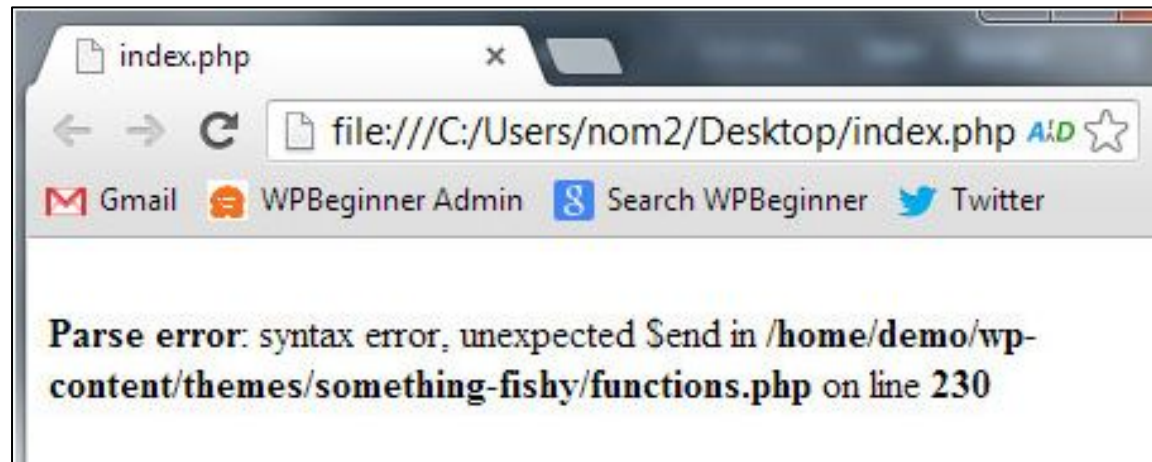 index.php
file:///C:/Users/nom2/Desktop/index.php
Gmail WPBeginner Admin Search WPBeginner Twitter
Parse error: syntax error, unexpected $end in /home/demo/wp-
content/themes/something-fishy/functions.php on line 230